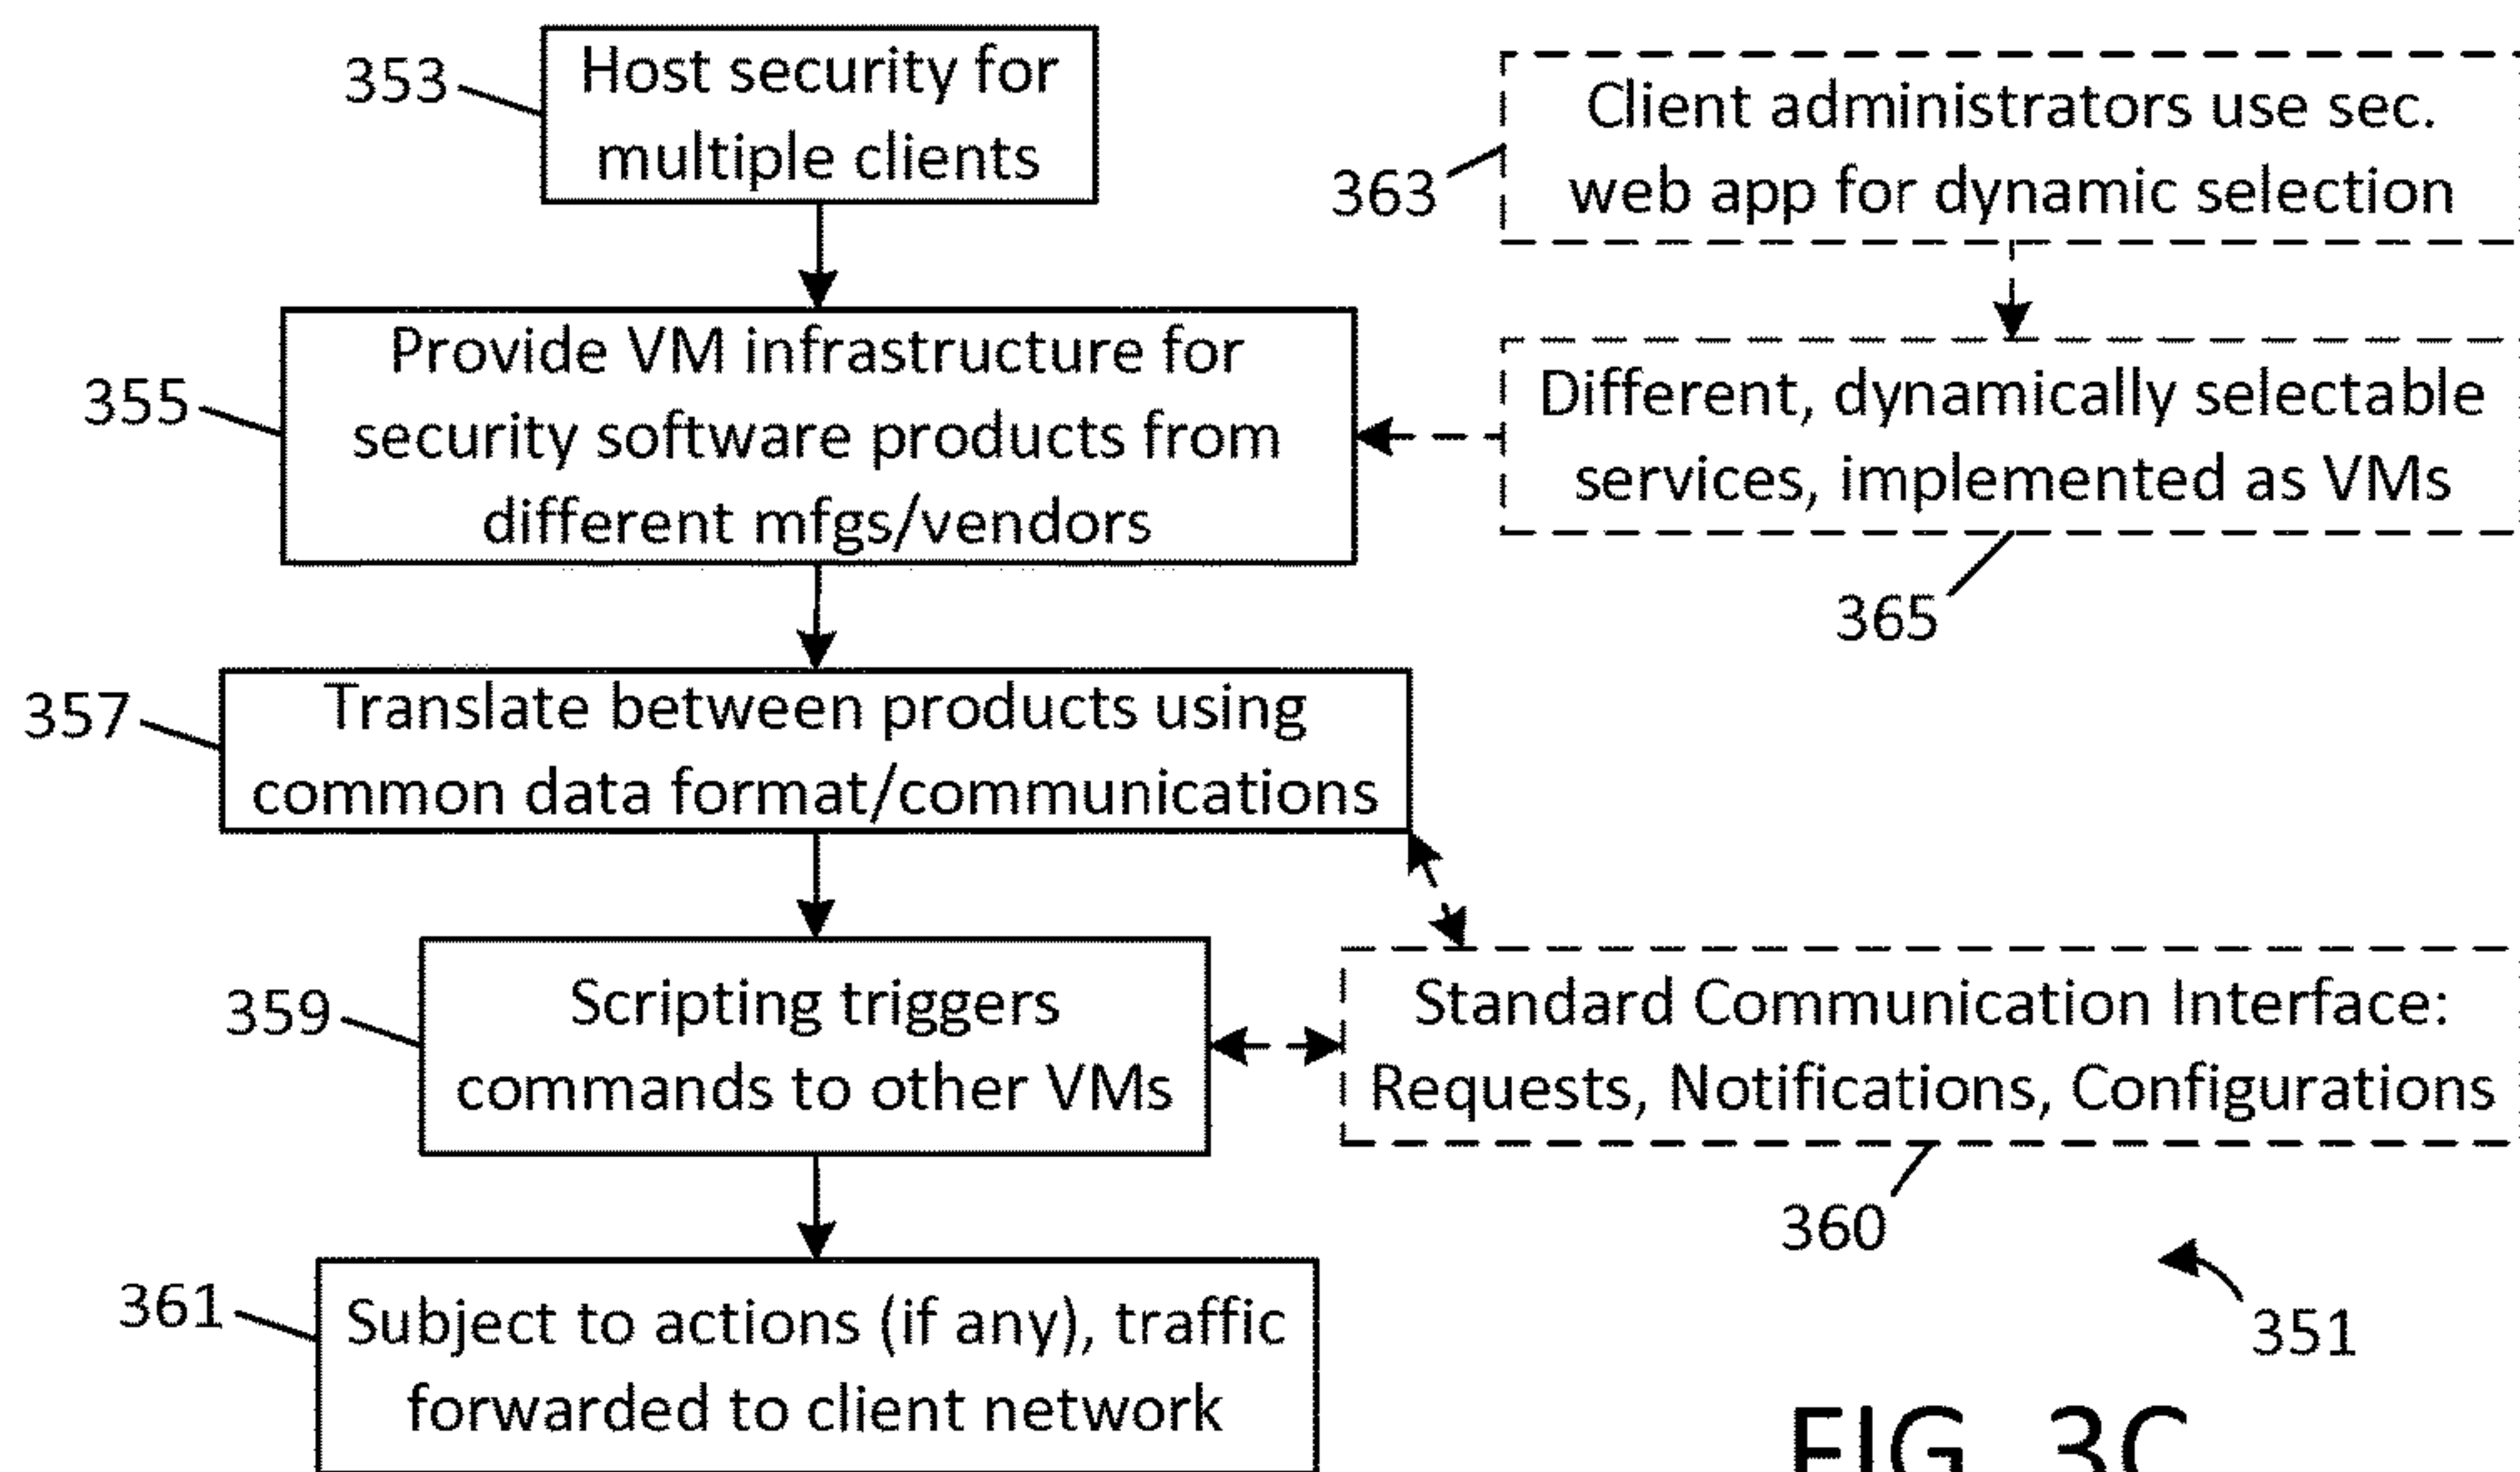 353
Host security for
multiple clients
363
Client administrators use sec.
web app for dynamic selection
355
Provide VM infrastructure for
security software products from
different mfgs/vendors
Different, dynamically selectable
services, implemented as VMs
365
357
Translate between products using
common data format/communications
359
Scripting triggers
commands to other VMs
Standard Communication Interface:
Requests, Notifications, Configurations
360
361
Subject to actions (if any), traffic
forwarded to client network
351
FIG. 3C